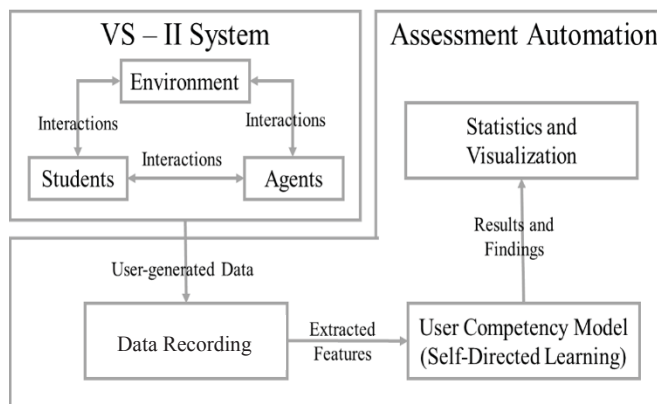 VS – II System
Environment
Interactions
Interactions
Interactions
Students
Agents
User-generated Data
Assessment Automation
Statistics and
Visualization
Results and
Findings
Data Recording
Extracted
Features
User Competency Model
(Self-Directed Learning)